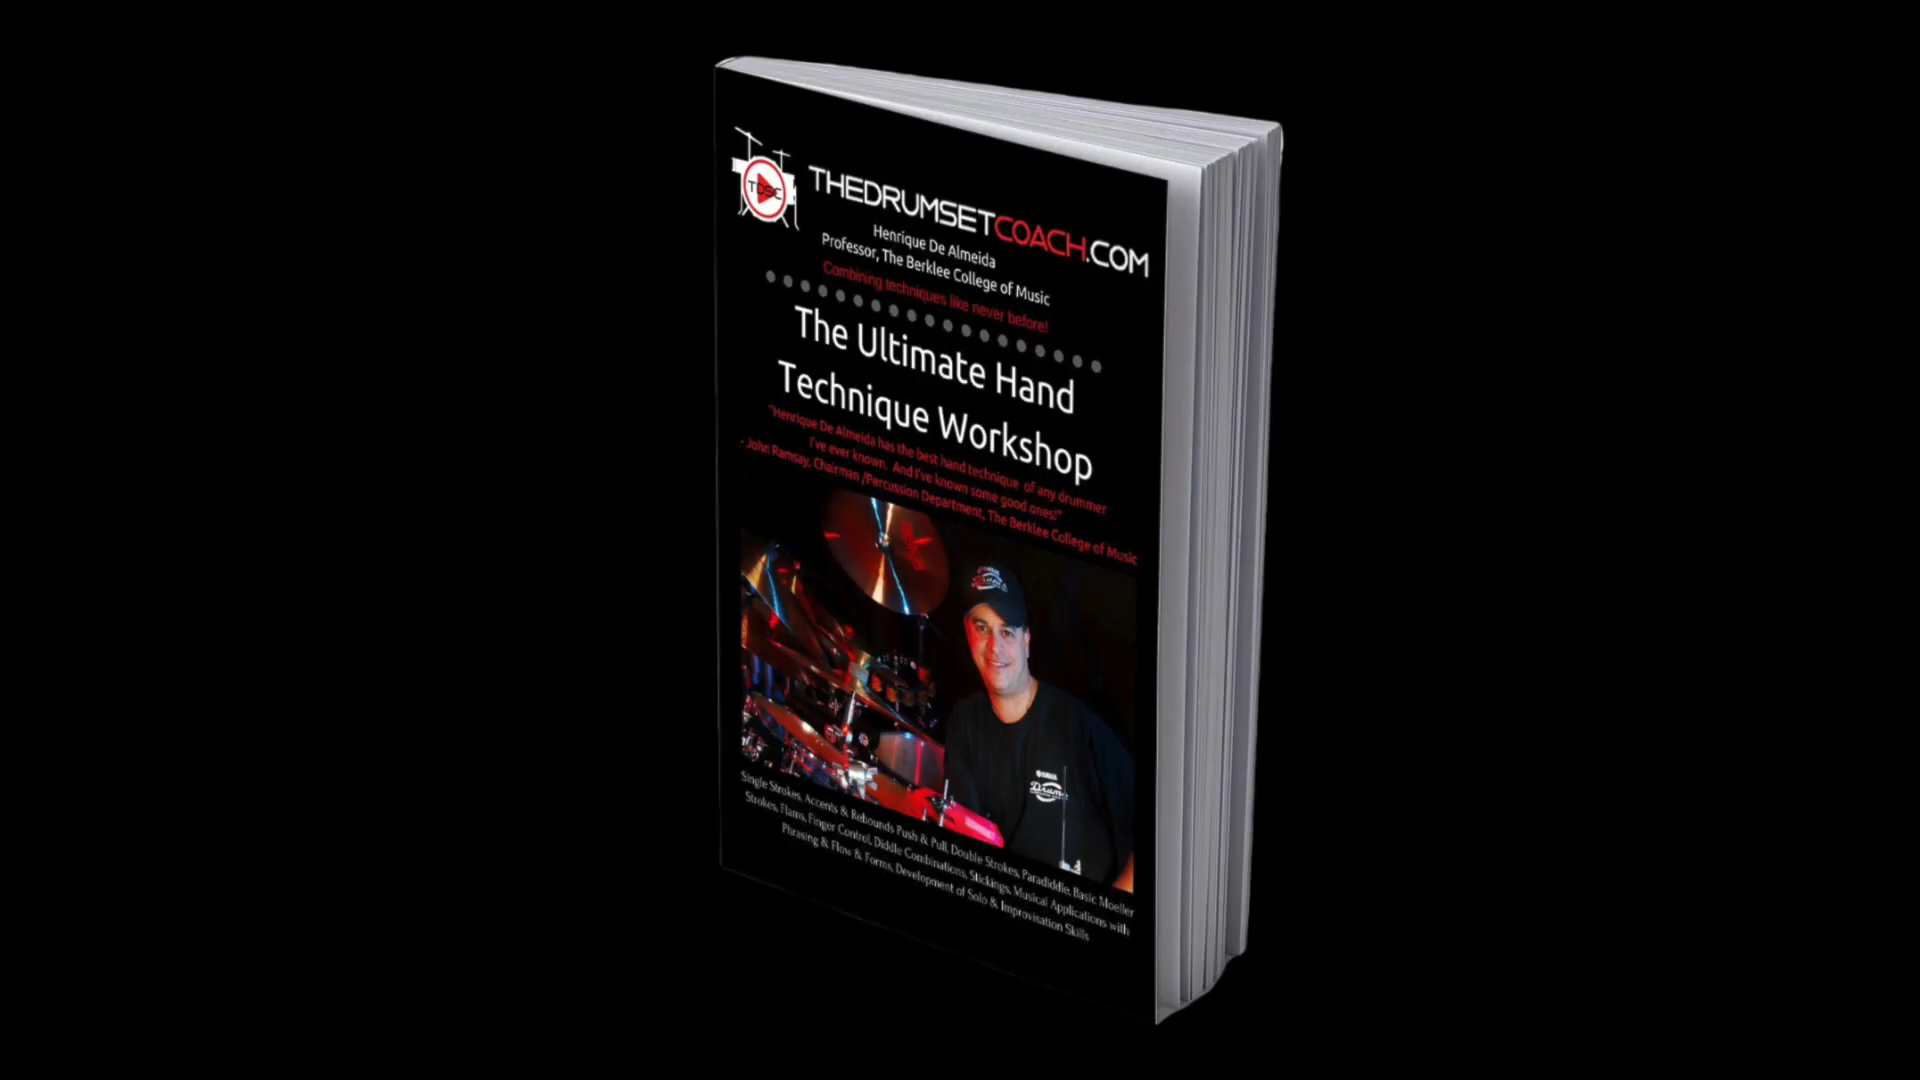 TDSC
THEDRUMSETCOACH.COM
Henrique De Almeida
Professor, The Berklee College of Music
Combining techniques like never before!
The Ultimate Hand
Technique Workshop
"Henrique De Almeida has the best hand technique of any drummer
I've ever known. And I've known some good ones!"
- John Ramsay, Chairman /Percussion Department, The Berklee College of Music
YAMAHA
Drums
Single Strokes, Accents & Rebounds Push & Pull, Double Strokes, Paradiddle, Basic Moeller
Strokes, Flams, Finger Control, Diddle Combinations, Stickings, Musical Applications with
Phrasing & Flow & Forms, Development of Solo & Improvisation Skills